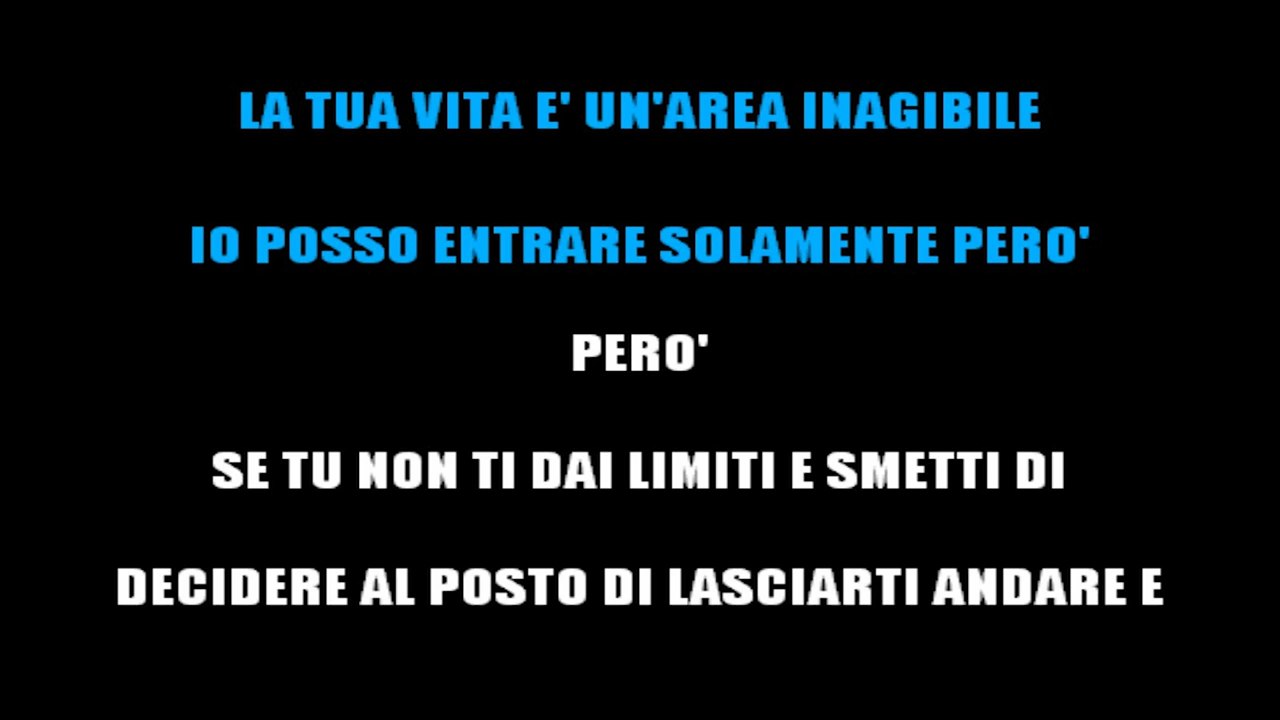 LA TUA VITA E' UN'AREA INAGIBILE
IO POSSO ENTRARE SOLAMENTE PERO'
PERO'
SE TU NON TI DAI LIMITI E SMETTI DI
DECIDERE AL POSTO DI LASCIARTI ANDARE E